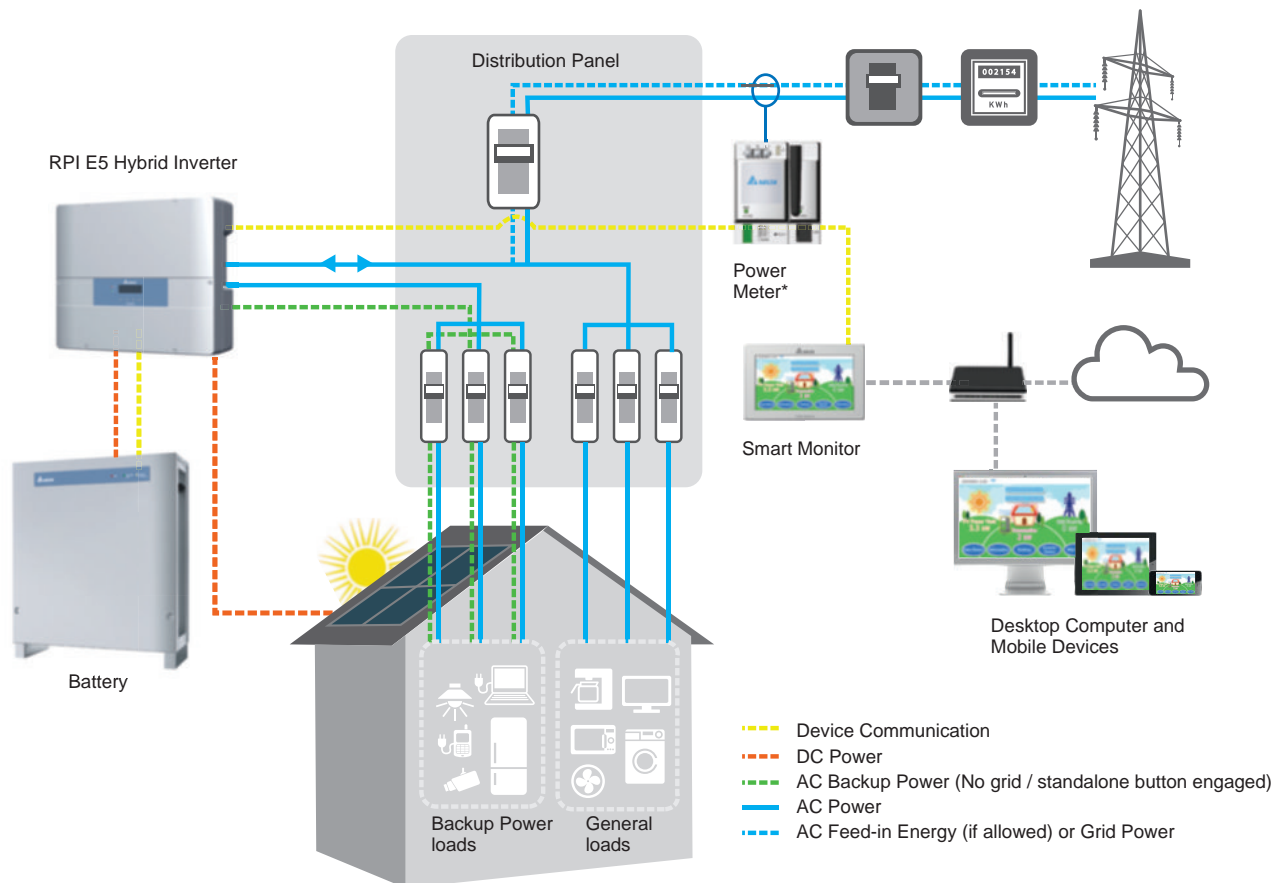 Distribution Panel
002154
KWh
RPI E5 Hybrid Inverter
Power
Meter*
Smart Monitor
Battery
Desktop Computer and
Mobile Devices
Backup Power
loads
General
loads
Device Communication
DC Power
AC Backup Power (No grid / standalone button engaged)
AC Power
AC Feed-in Energy (if allowed) or Grid Power